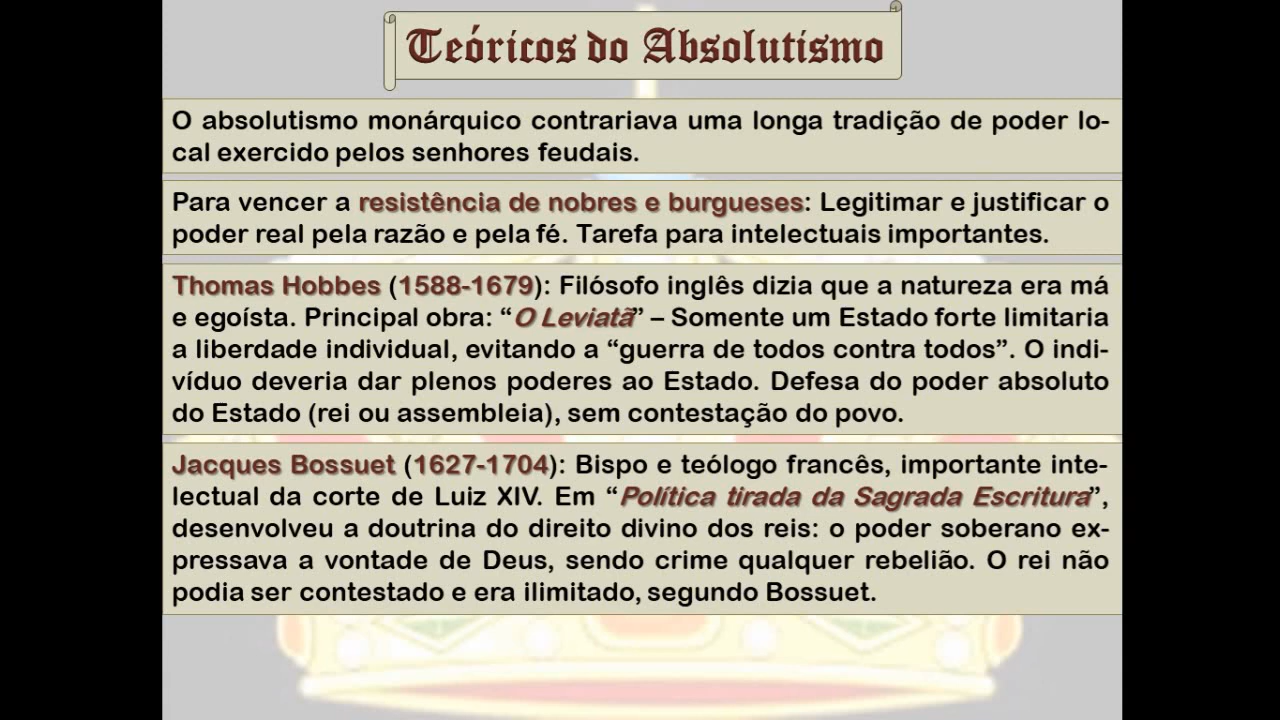 Teóricos do Absolutismo
O absolutismo monárquico contrariava uma longa tradição de poder lo-
cal exercido pelos senhores feudais.
Para vencer a resistência de nobres e burgueses: Legitimar e justificar o
poder real pela razão e pela fé. Tarefa para intelectuais importantes.
Thomas Hobbes (1588-1679): Filósofo inglês dizia que a natureza era má
e egoísta. Principal obra: “O Leviatã” – Somente um Estado forte limitaria
a liberdade individual, evitando a “guerra de todos contra todos”. O indi-
víduo deveria dar plenos poderes ao Estado. Defesa do poder absoluto
do Estado (rei ou assembleia), sem contestação do povo.
Jacques Bossuet (1627-1704): Bispo e teólogo francês, importante inte-
lectual da corte de Luiz XIV. Em “Política tirada da Sagrada Escritura”,
desenvolveu a doutrina do direito divino dos reis: o poder soberano ex-
pressava a vontade de Deus, sendo crime qualquer rebelião. O rei não
podia ser contestado e era ilimitado, segundo Bossuet.